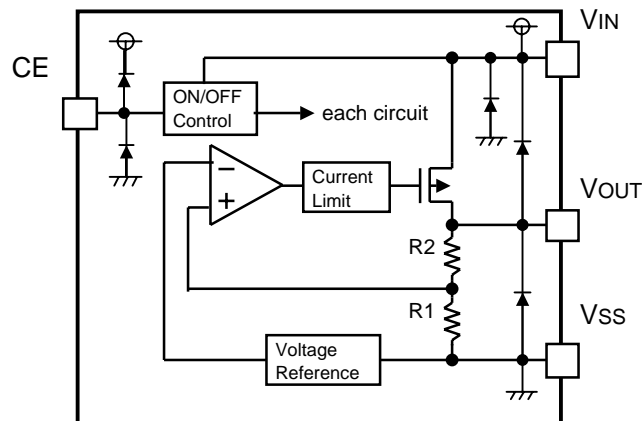 VIN
CE
ON/OFF
Control
each circuit
−
+
Current
Limit
VOUT
R2
R1
VSS
Voltage
Reference